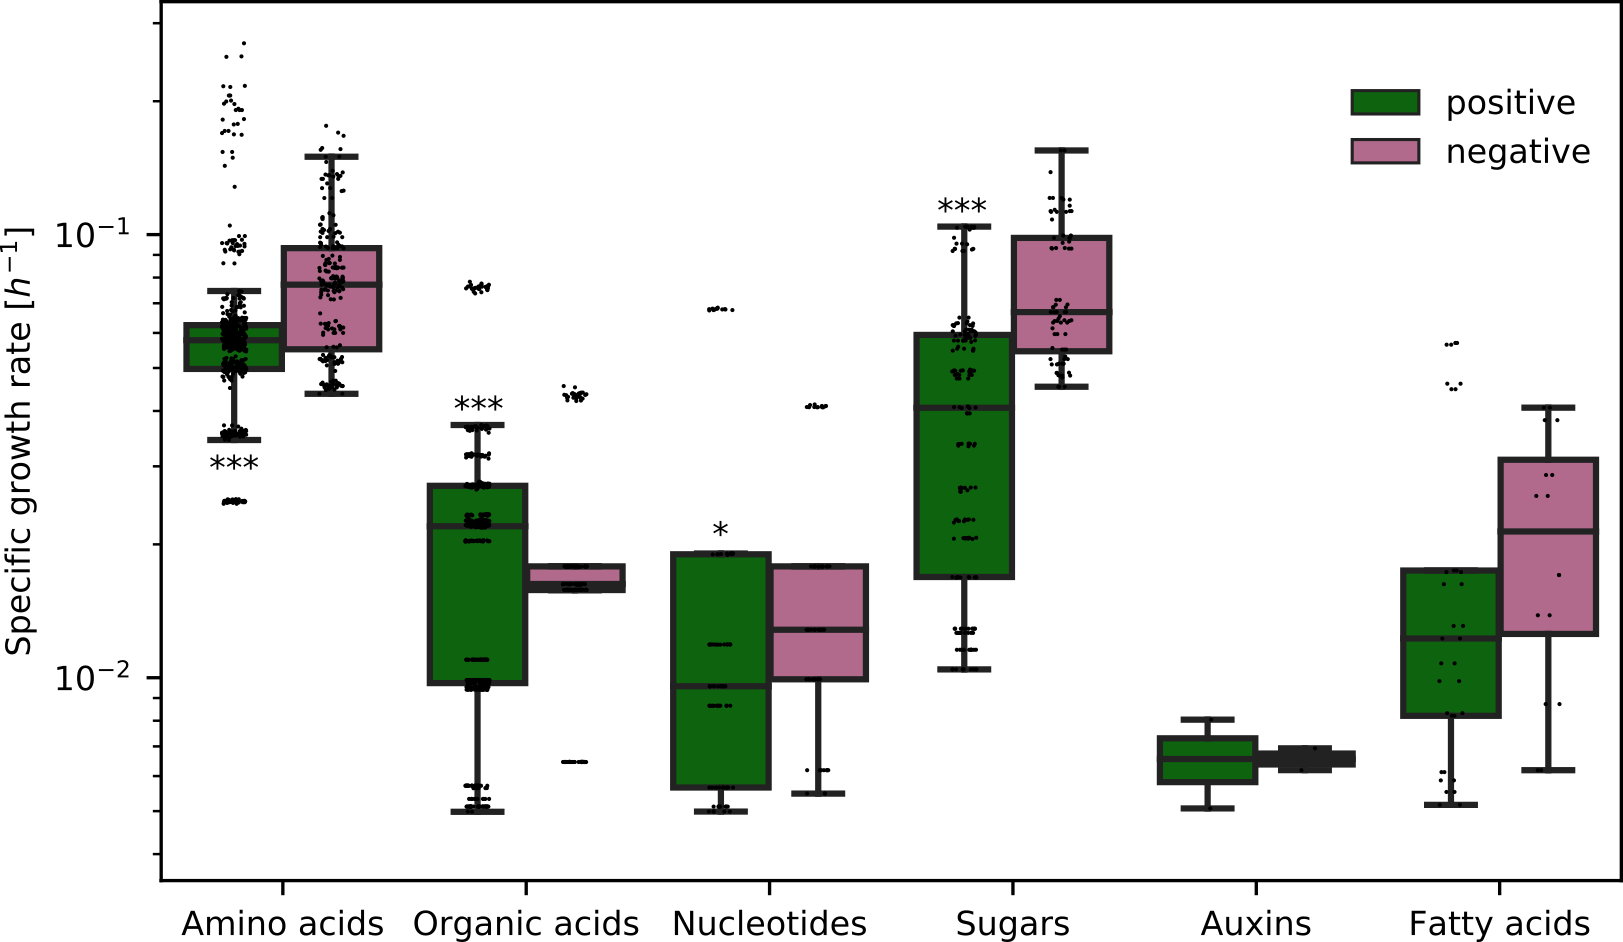 Specific growth rate [h⁻¹]
10⁻¹
10⁻²
positive
negative
***
***
*
***
Amino acids Organic acids Nucleotides Sugars Auxins Fatty acids